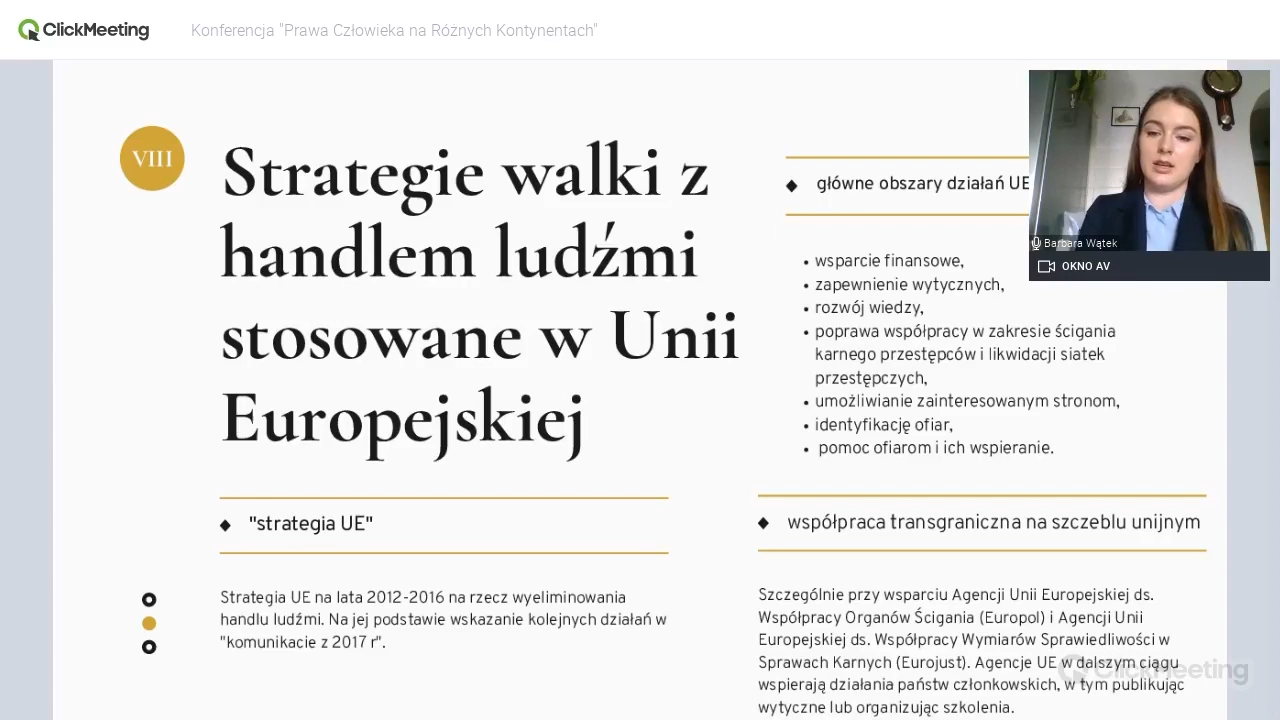 ClickMeeting
Konferencja "Prawa Człowieka na Różnych Kontynentach"
VIII
Strategie walki z
handlem ludźmi
stosowane w Unii
Europejskiej
"strategia UE"
Strategia UE na lata 2012-2016 na rzecz wyeliminowania
handlu ludźmi. Na jej podstawie wskazanie kolejnych działań w
"komunikacie z 2017 r".
główne obszary działań UE
• wsparcie finansowe,
• zapewnienie wytycznych,
• rozwój wiedzy,
• poprawa współpracy w zakresie ścigania
karnego przestępców i likwidacji siatek
przestępczych,
• umożliwianie zainteresowanym stronom,
• identyfikację ofiar,
• pomoc ofiarom i ich wspieranie.
współpraca transgraniczna na szczeblu unijnym
Szczególnie przy wsparciu Agencji Unii Europejskiej ds.
Współpracy Organów Ścigania (Europol) i Agencji Unii
Europejskiej ds. Współpracy Wymiarów Sprawiedliwości w
Sprawach Karnych (Eurojust). Agencje UE w dalszym ciągu
wspierają działania państw członkowskich, w tym publikując
wytyczne lub organizując szkolenia.
Barbara Wątek
OKNO AV
ClickMeeting